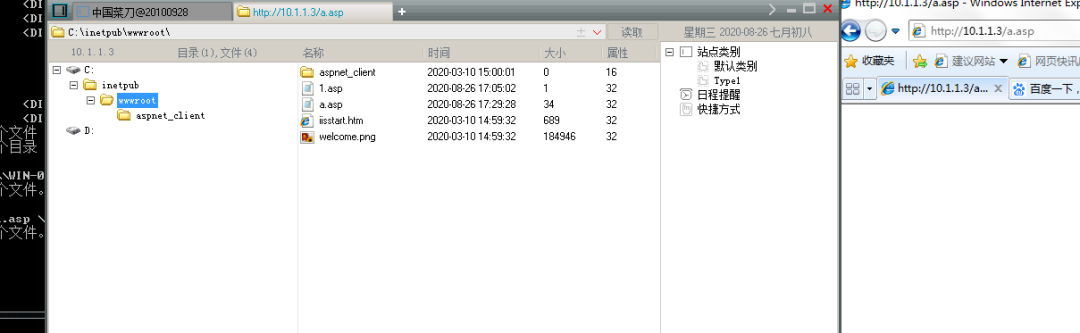 <DI
<DI
<DI
<DI
<DI
个文件
个目录
\WIN-0
个文件。
.asp \
个文件。
中国菜刀@20100928
http://10.1.1.3/a.asp
+
C:\inetpub\wwwroot\
读取
10.1.1.3
目录(1),文件(4)
名称 时间 大小 属性
C:
inetpub
wwwroot
aspnet_client
D:
aspnet_client 2020-03-10 15:00:01 0 16
1.asp 2020-08-26 17:05:02 1 32
a.asp 2020-08-26 17:29:28 34 32
iisstart.htm 2020-03-10 14:59:32 689 32
welcome.png 2020-03-10 14:59:32 184946 32
星期三 2020-08-26 七月初八
站点类别
默认类别
Type1
日程提醒
快捷方式
http://10.1.1.3/a.asp - Windows Internet Exp
http://10.1.1.3/a.asp
收藏夹 建议网站 网页快讯
http://10.1.1.3/a... 百度一下，